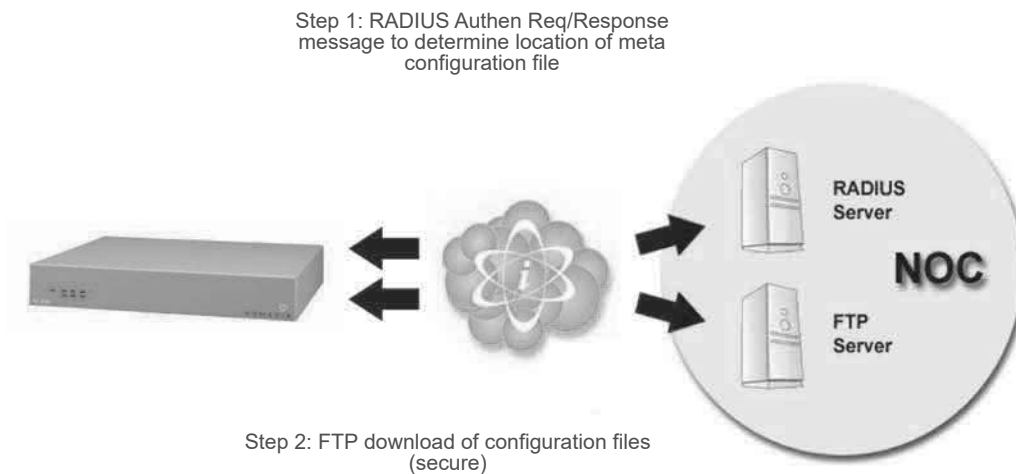 Step 1: RADIUS Authen Req/Response
message to determine location of meta
configuration file
RADIUS
Server
NOC
i
FTP
Server
Step 2: FTP download of configuration files
(secure)